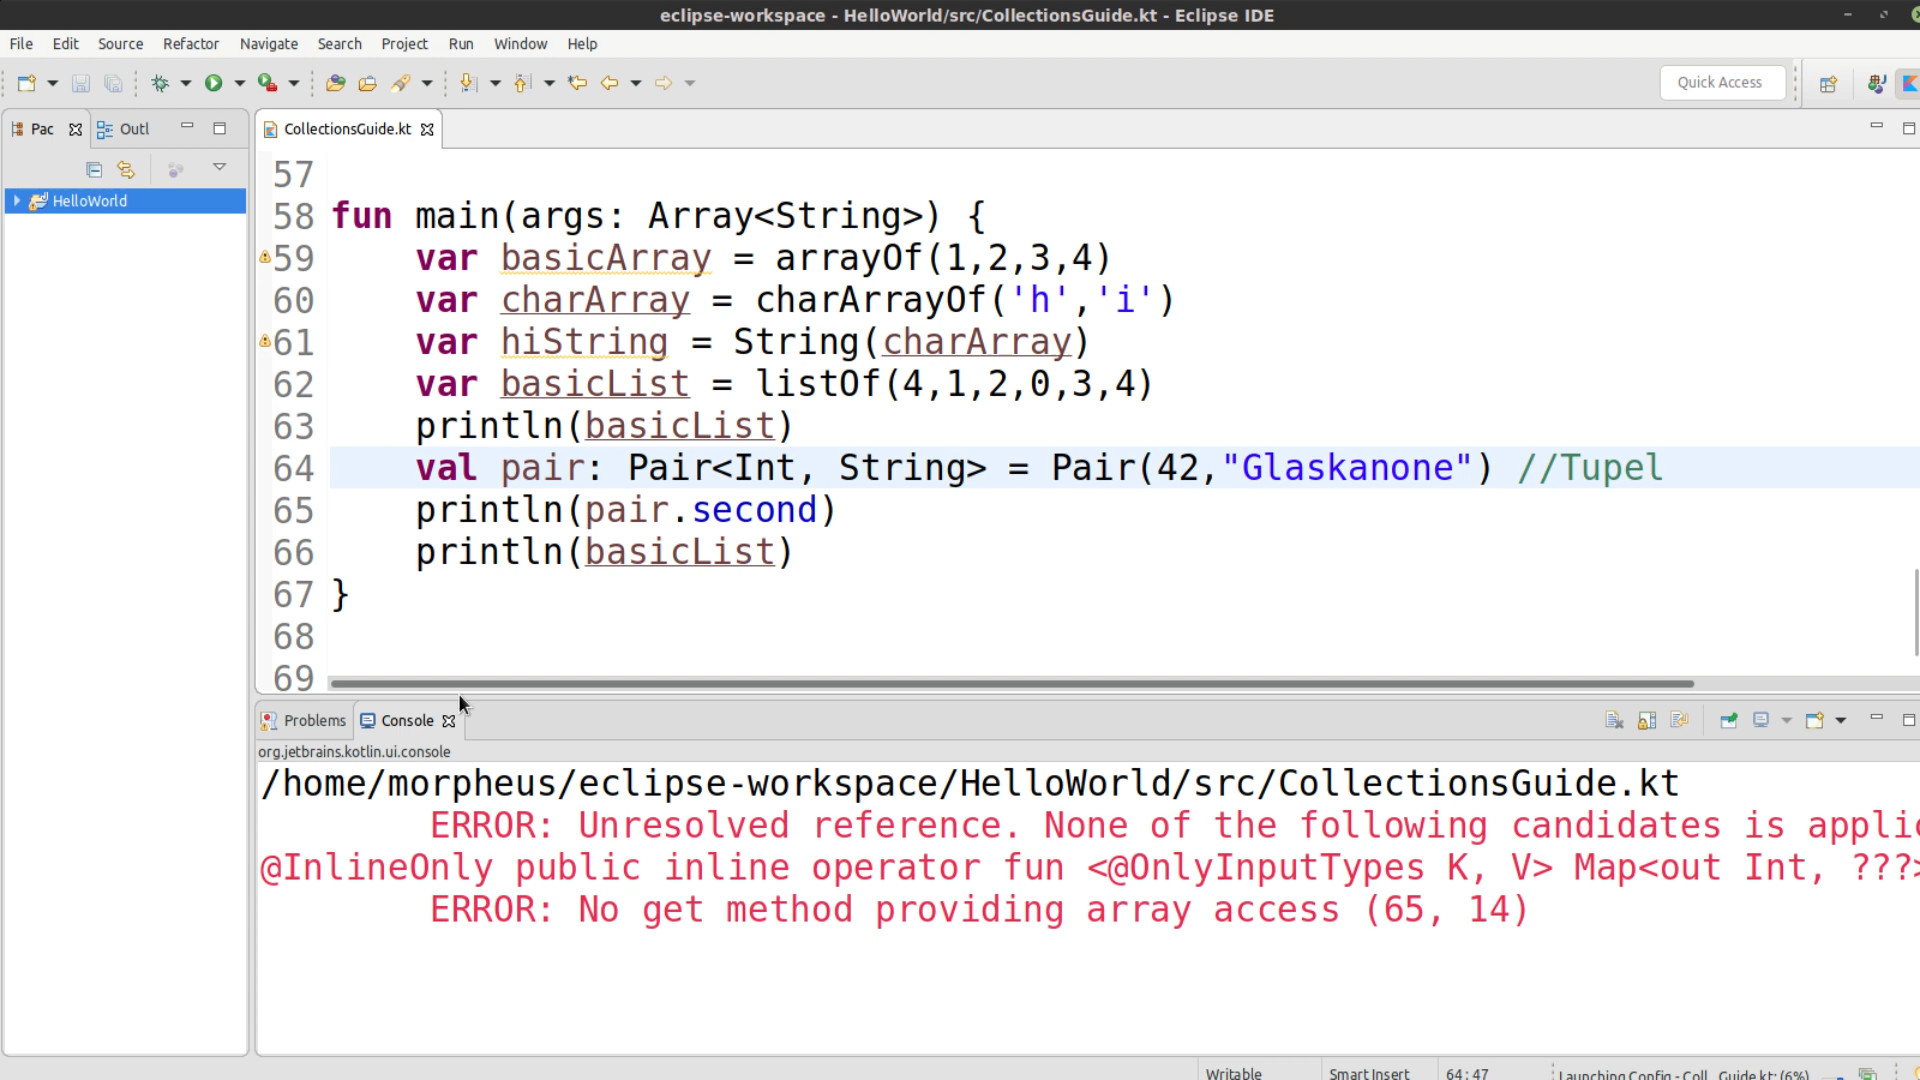 eclipse-workspace - HelloWorld/src/CollectionsGuide.kt - Eclipse IDE
File Edit Source Refactor Navigate Search Project Run Window Help
Quick Access
Pac Outl
CollectionsGuide.kt
HelloWorld
57
58 fun main(args: Array<String>) {
59 var basicArray = arrayOf(1,2,3,4)
60 var charArray = charArrayOf('h','i')
61 var hiString = String(charArray)
62 var basicList = listOf(4,1,2,0,3,4)
63 println(basicList)
64 val pair: Pair<Int, String> = Pair(42,"Glaskanone") //Tupel
65 println(pair.second)
66 println(basicList)
67 }
68
69
Problems Console
org.jetbrains.kotlin.ui.console
/home/morpheus/eclipse-workspace/HelloWorld/src/CollectionsGuide.kt
ERROR: Unresolved reference. None of the following candidates is applic
@InlineOnly public inline operator fun <@OnlyInputTypes K, V> Map<out Int, ???>
ERROR: No get method providing array access (65, 14)
Writable Smart Insert 64:47 Launching Config - Coll...Guide.kt: (6%)